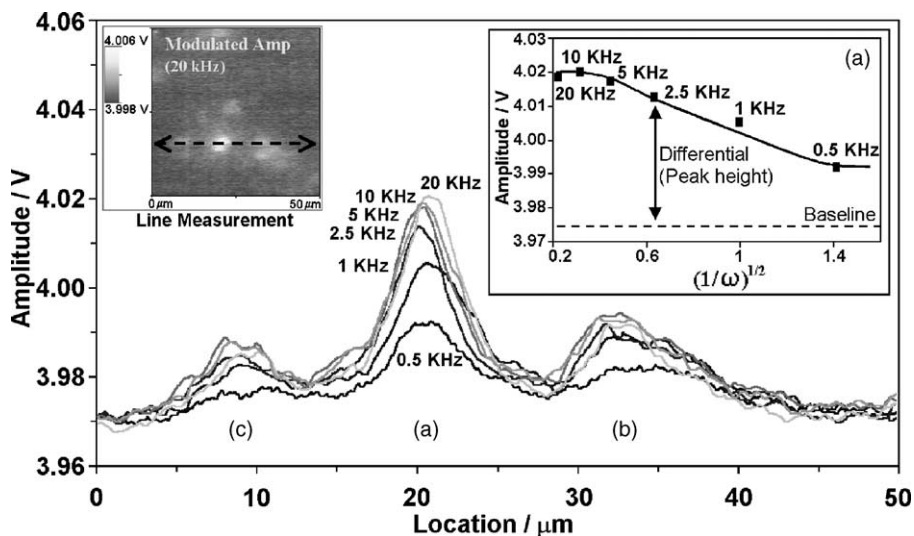 4.06
4.04
4.02
4.00
3.98
3.96
Amplitude / V
0
10
20
30
40
50
Location / μm
4.006 V
3.998 V
Modulated Amp
(20 kHz)
0 μm
50 μm
Line Measurement
20 KHz
10 KHz
5 KHz
2.5 KHz
1 KHz
0.5 KHz
(c)
(a)
(b)
(a)
4.03
4.02
4.01
4.00
3.99
3.98
3.97
Amplitude / V
10 KHz
20 KHz
5 KHz
2.5 KHz
1 KHz
0.5 KHz
Differential
(Peak height)
Baseline
0.2
0.6
1
1.4
(1/ω)^1/2